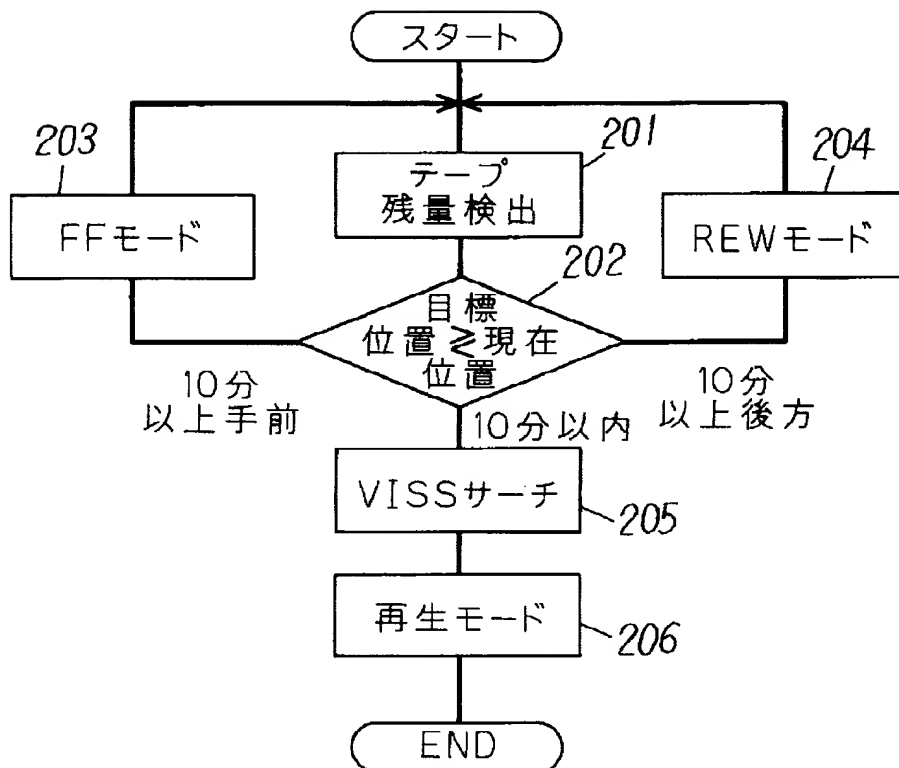 スタート
203
201
204
テープ
残量検出
FFモード
REWモード
202
目標
位置≷現在
位置
10分
以上手前
10分以内
10分
以上後方
VISSサーチ
205
再生モード
206
END